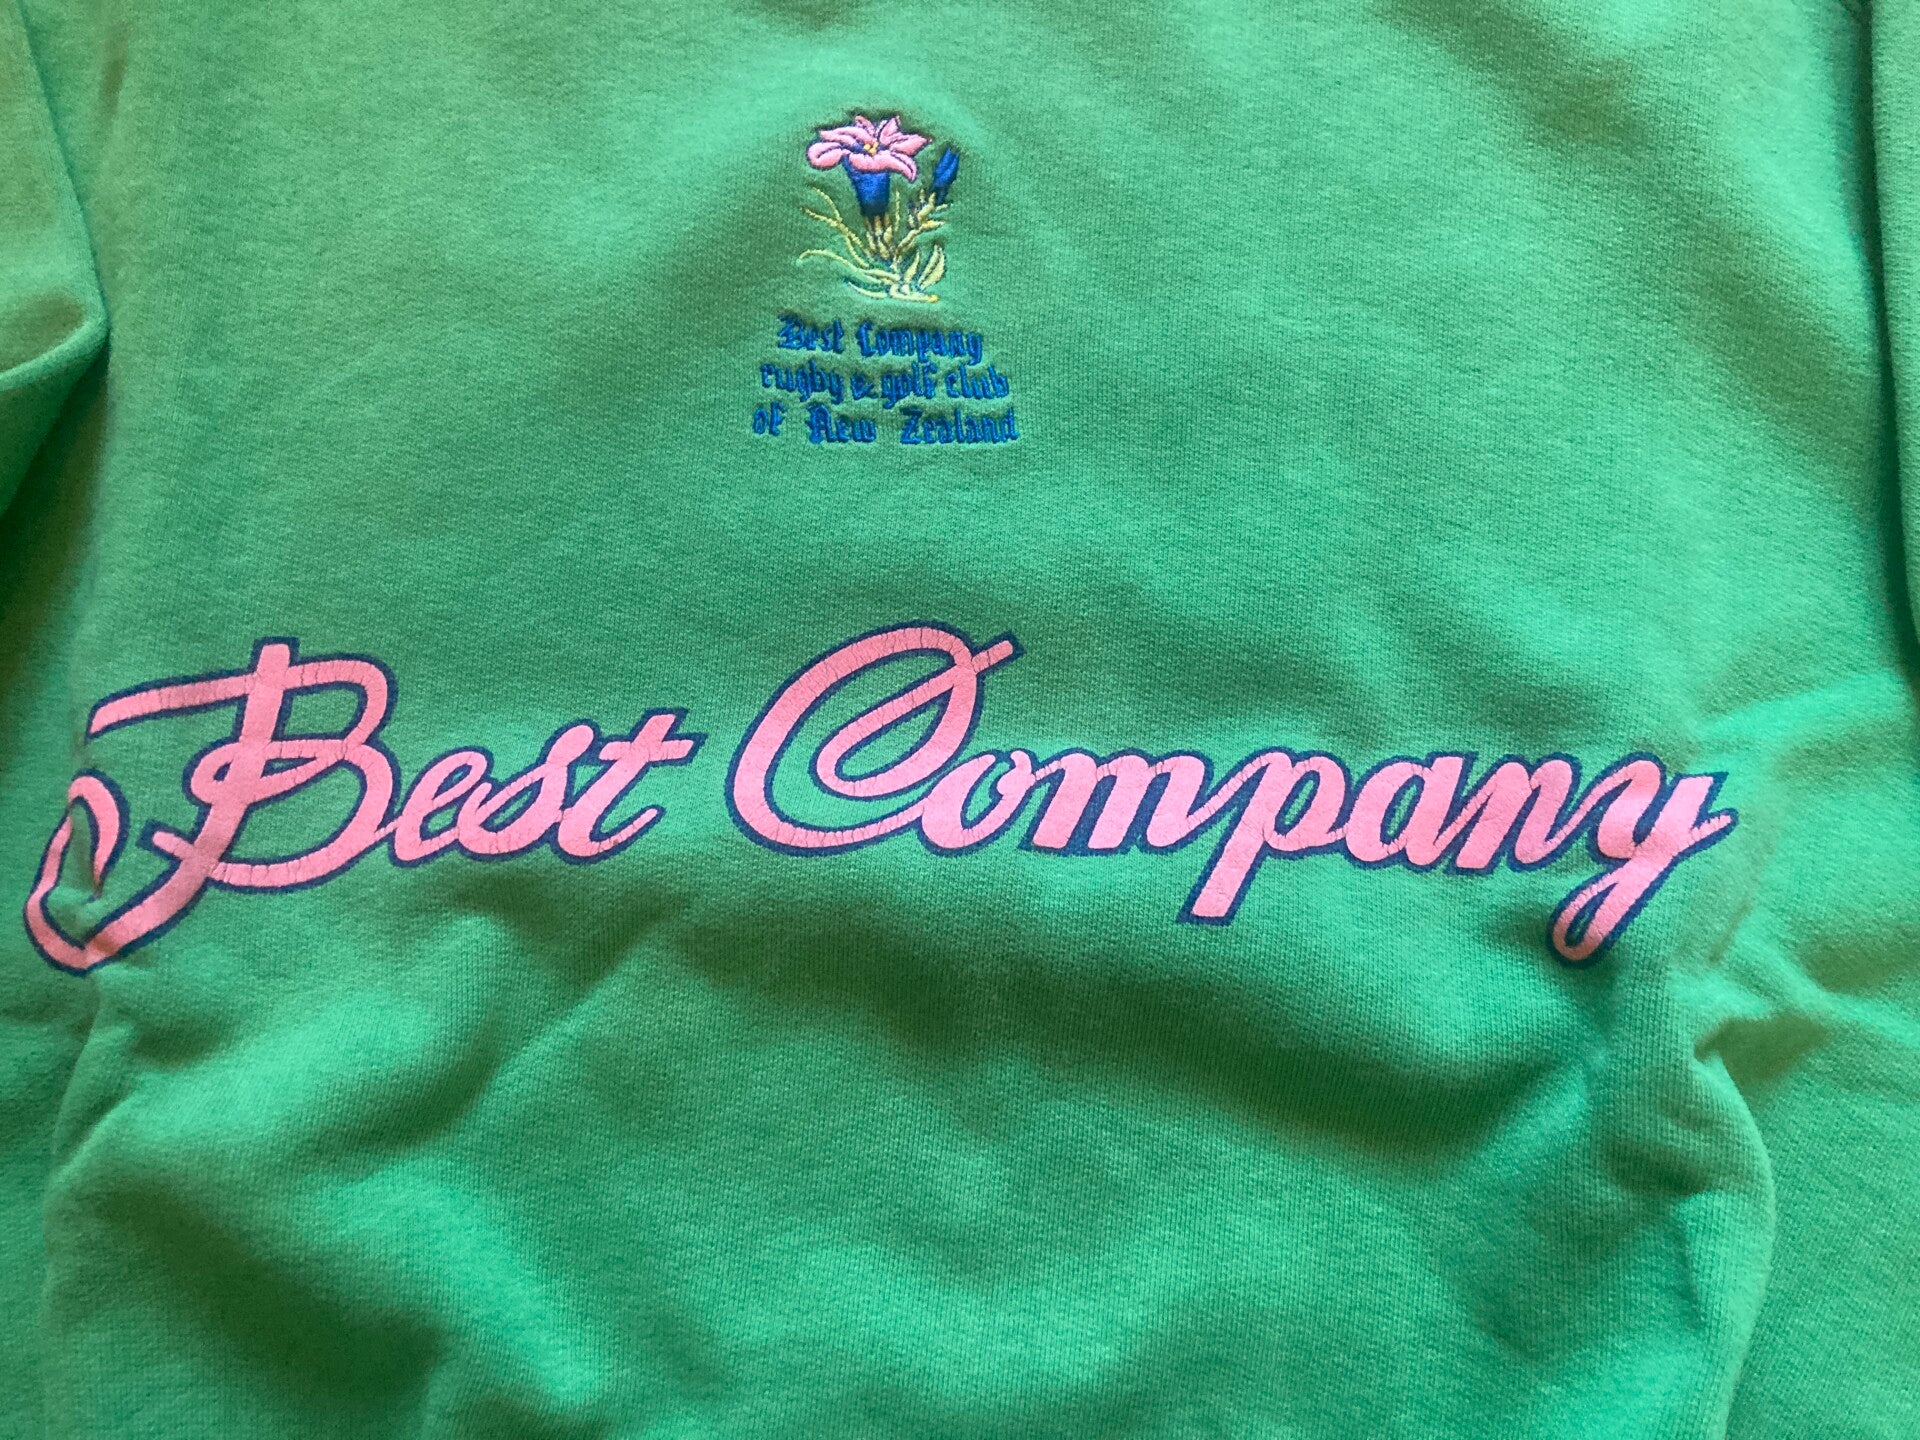 Best Company
rugby & golf club
of New Zealand
Best Company